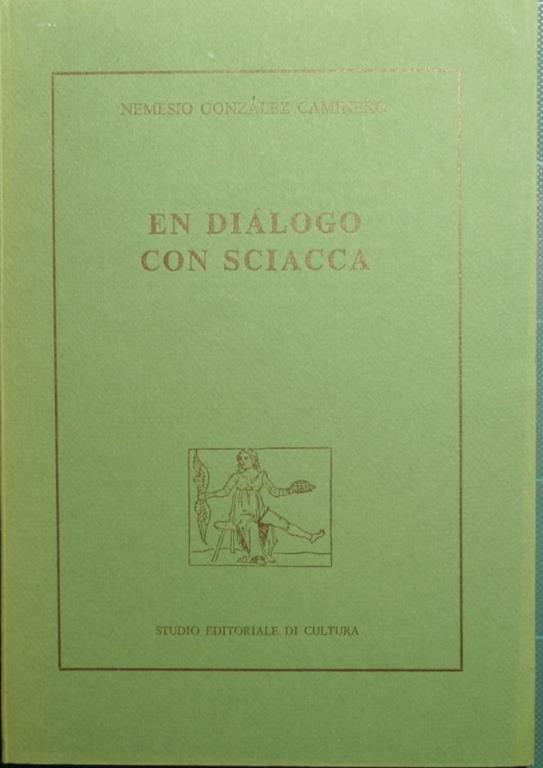 NEMESIO GONZÁLEZ CAMINERO
EN DIÁLOGO
CON SCIACCA
STUDIO EDITORIALE DI CULTURA